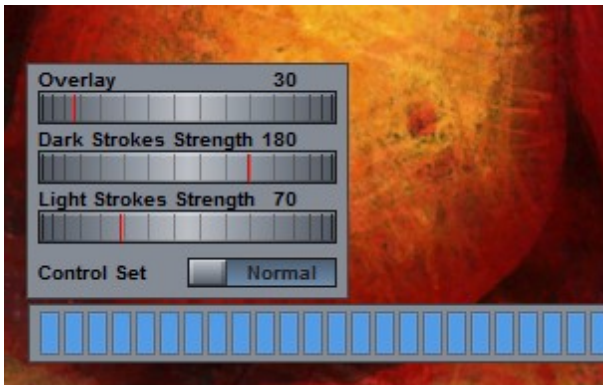 Overlay 30
Dark Strokes Strength 180
Light Strokes Strength 70
Control Set Normal